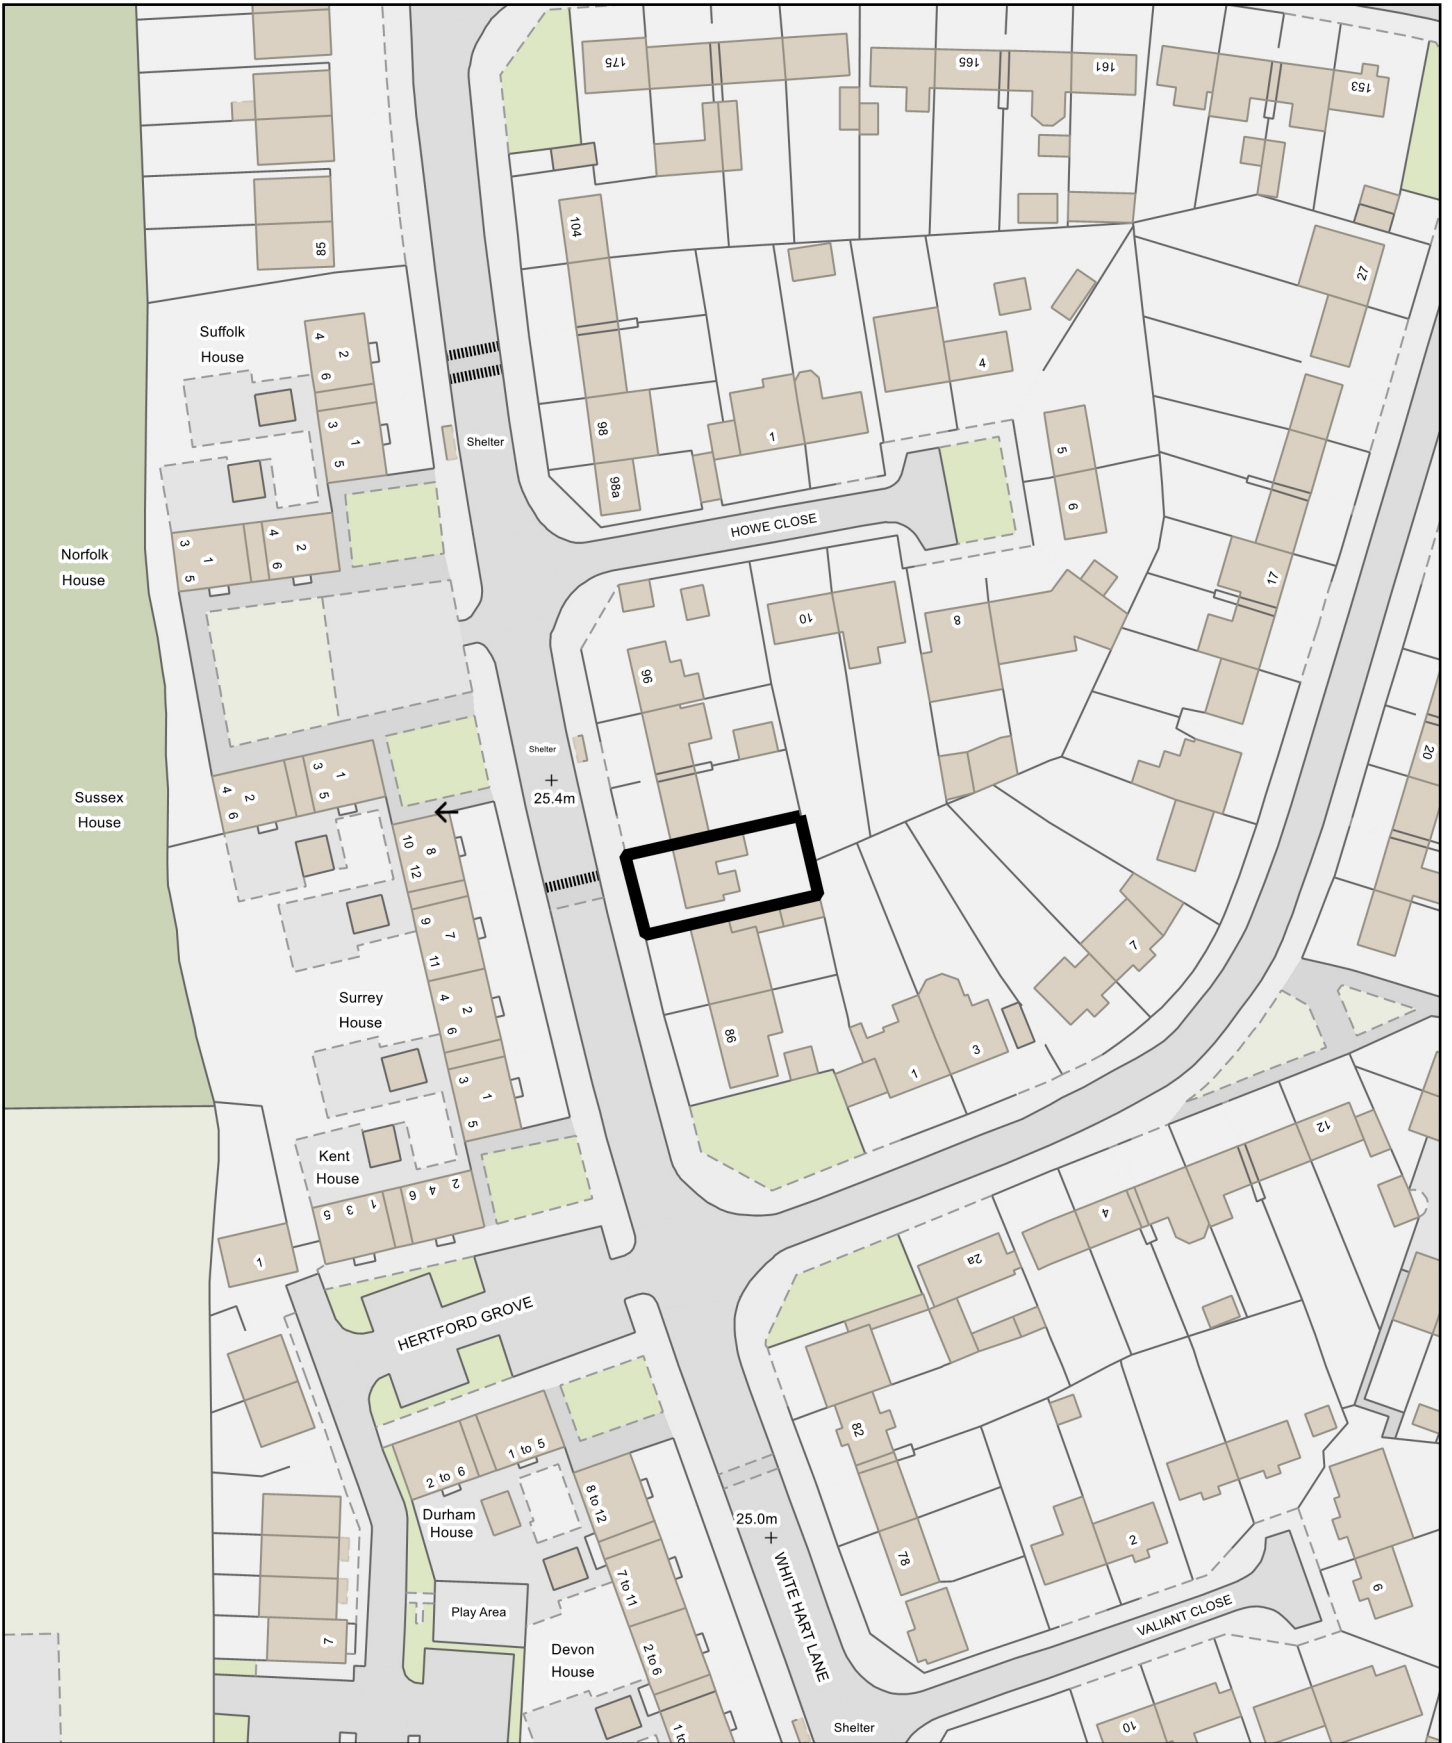 175
165
161
153
104
85
27
Suffolk
House
4
2
6
3
1
5
4
98
1
Shelter
98a
5
6
HOWE CLOSE
Norfolk
House
3
1
5
4
2
6
17
10
8
96
20
Shelter
25.4m
Sussex
House
4
2
6
3
1
5
10
8
12
9
7
11
7
Surrey
House
4
2
6
86
3
1
3
1
5
Kent
House
5
3
1
6
4
2
12
4
1
2a
HERTFORD GROVE
82
2 to 6
1 to 5
Durham
House
8 to 12
25.0m
WHITE HART LANE
78
2
6
7 to 11
Play Area
VALIANT CLOSE
7
Devon
House
2 to 6
1 to
Shelter
10